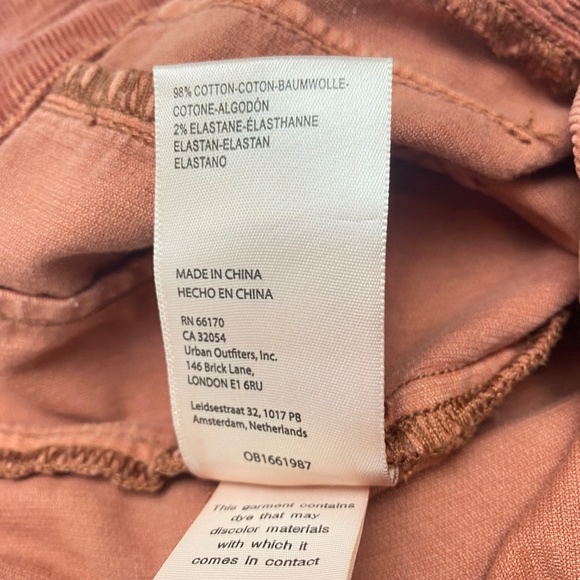 98% COTTON-COTON-BAUMWOLLE-
COTONE-ALGODÓN
2% ELASTANE-ÉLASTHANNE
ELASTAN-ELASTAN
ELASTANO
MADE IN CHINA
HECHO EN CHINA
RN 66170
CA 32054
Urban Outfiters, Inc.
146 Brick Lane,
LONDON E1 6RU
Leidsestraat 32, 1017 PB
Amsterdam, Netherlands
OB1661987
This garment contains
dye that may
discolor materials
with which it
comes in contact